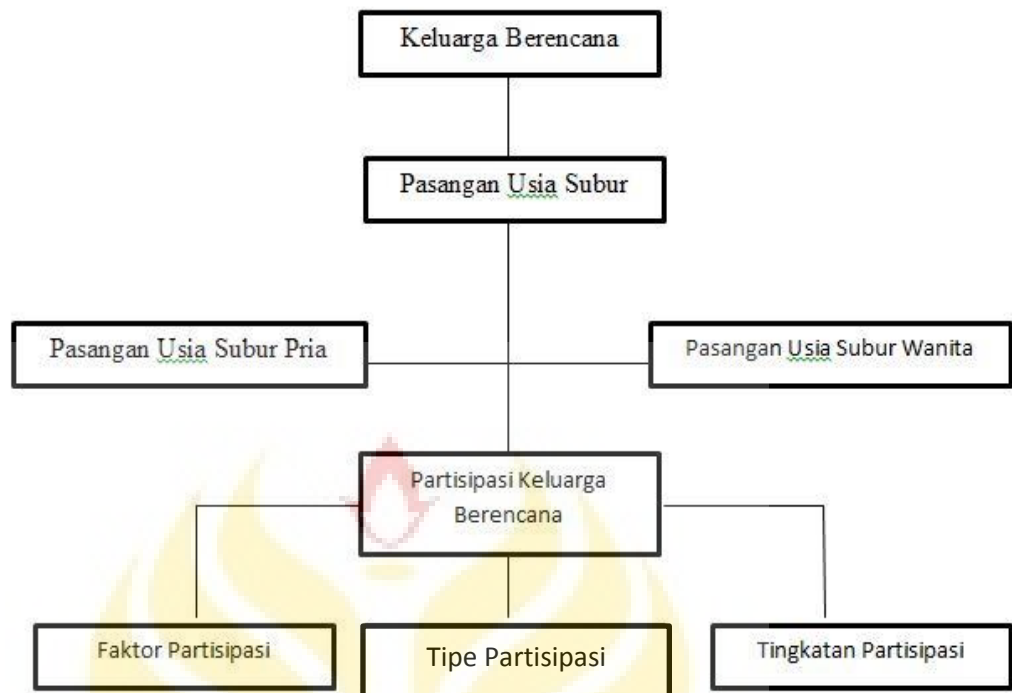 Keluarga Berencana
Pasangan Usia Subur
Pasangan Usia Subur Pria
Pasangan Usia Subur Wanita
Partisipasi Keluarga
Berencana
Faktor Partisipasi
Tipe Partisipasi
Tingkatan Partisipasi